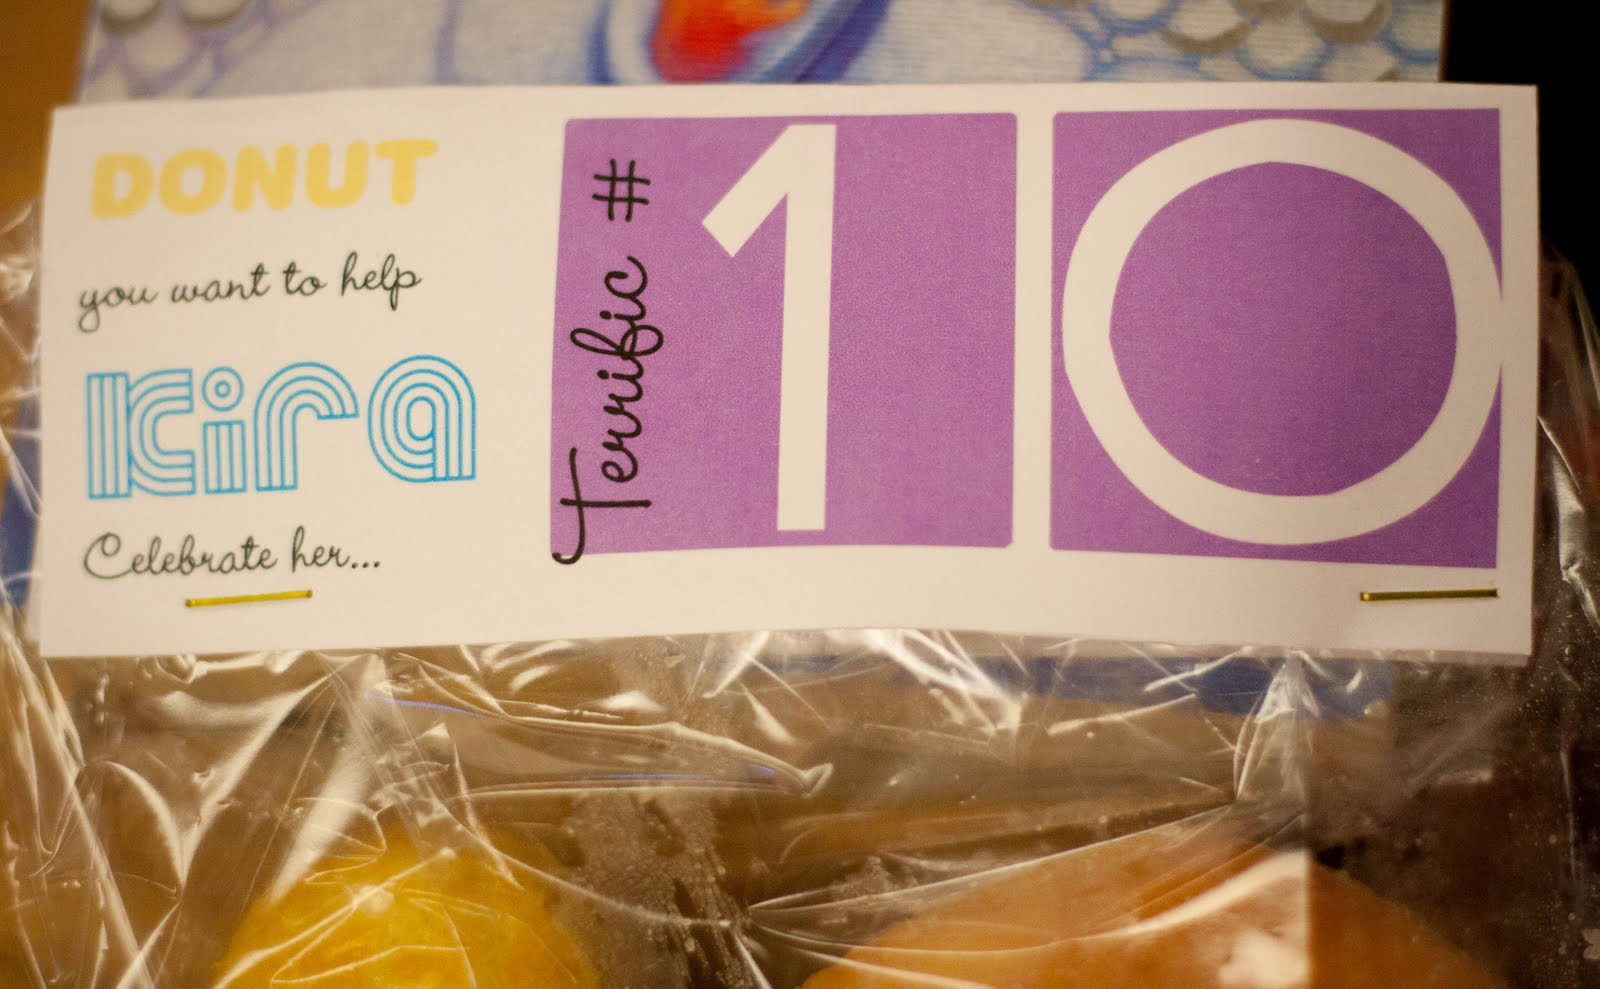 DONUT
you want to help
Kira
Celebrate her...
Terrific #
10